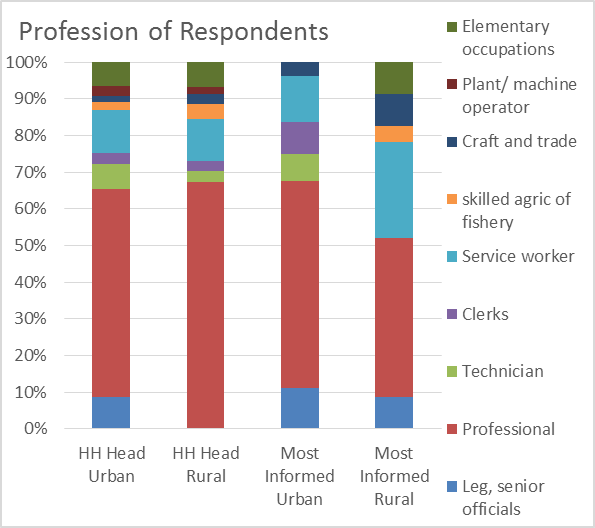 Profession of Respondents
100%
90%
80%
70%
60%
50%
40%
30%
20%
10%
0%
HH Head
Urban
HH Head
Rural
Most
Informed
Urban
Most
Informed
Rural
Elementary
occupations
Plant/ machine
operator
Craft and trade
skilled agric of
fishery
Service worker
Clerks
Technician
Professional
Leg, senior
officials